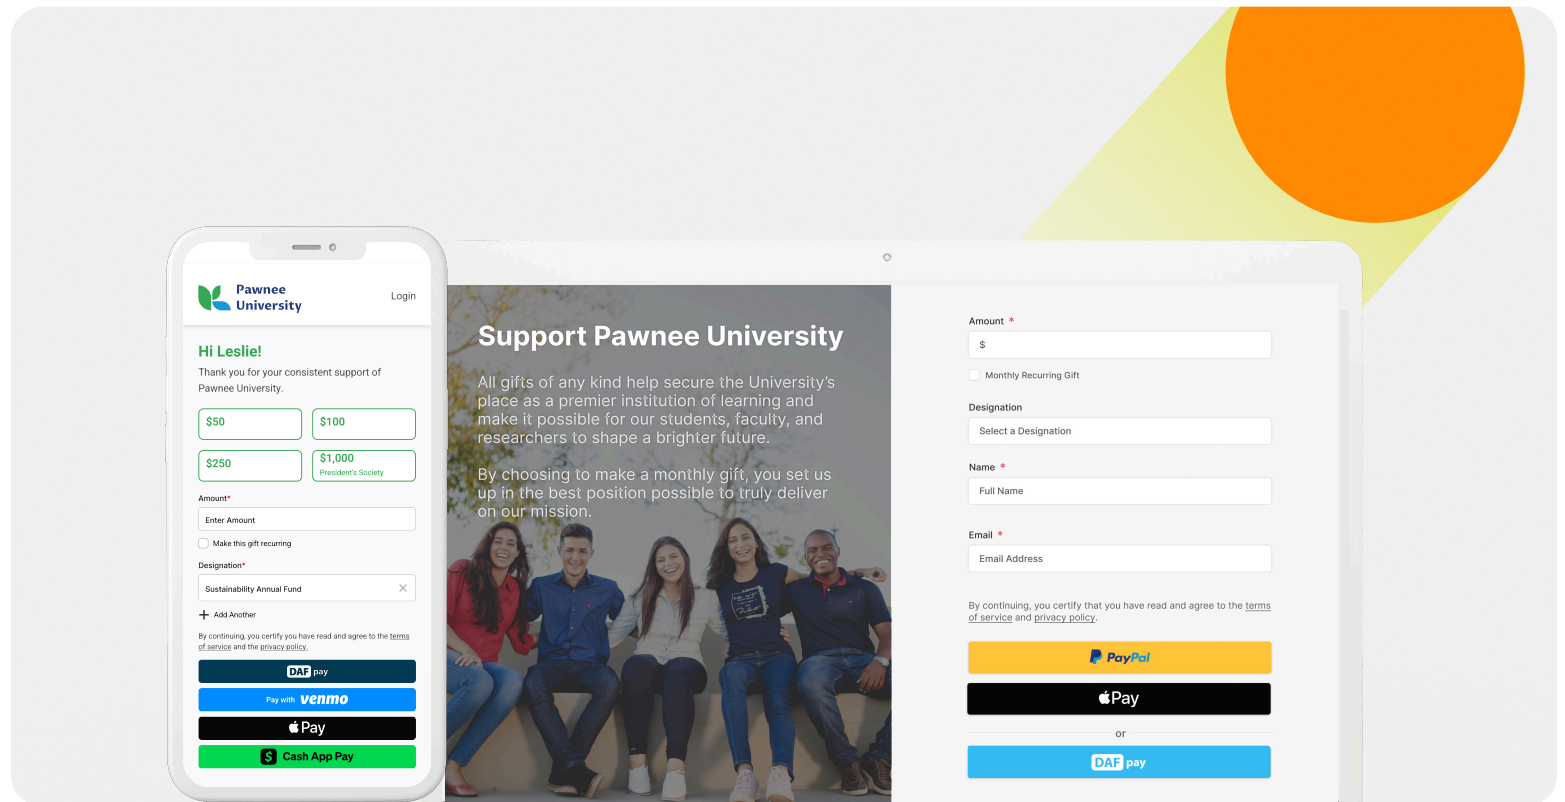 Pawnee
University
Login
Hi Leslie!
Thank you for your consistent support of
Pawnee University.
$50
$100
$250
$1,000
President's Society
Amount*
Enter Amount
Make this gift recurring
Designation*
Sustainability Annual Fund
Add Another
By continuing, you certify you have read and agree to the terms
of service and the privacy policy.
DAF pay
Pay with venmo
Pay
Cash App Pay
Support Pawnee University
All gifts of any kind help secure the University's
place as a premier institution of learning and
make it possible for our students, faculty, and
researchers to shape a brighter future.
By choosing to make a monthly gift, you set us
up in the best position possible to truly deliver
on our mission.
Amount *
$
Monthly Recurring Gift
Designation
Select a Designation
Name *
Full Name
Email *
Email Address
By continuing, you certify that you have read and agree to the terms
of service and privacy policy.
PayPal
Pay
or
DAF pay